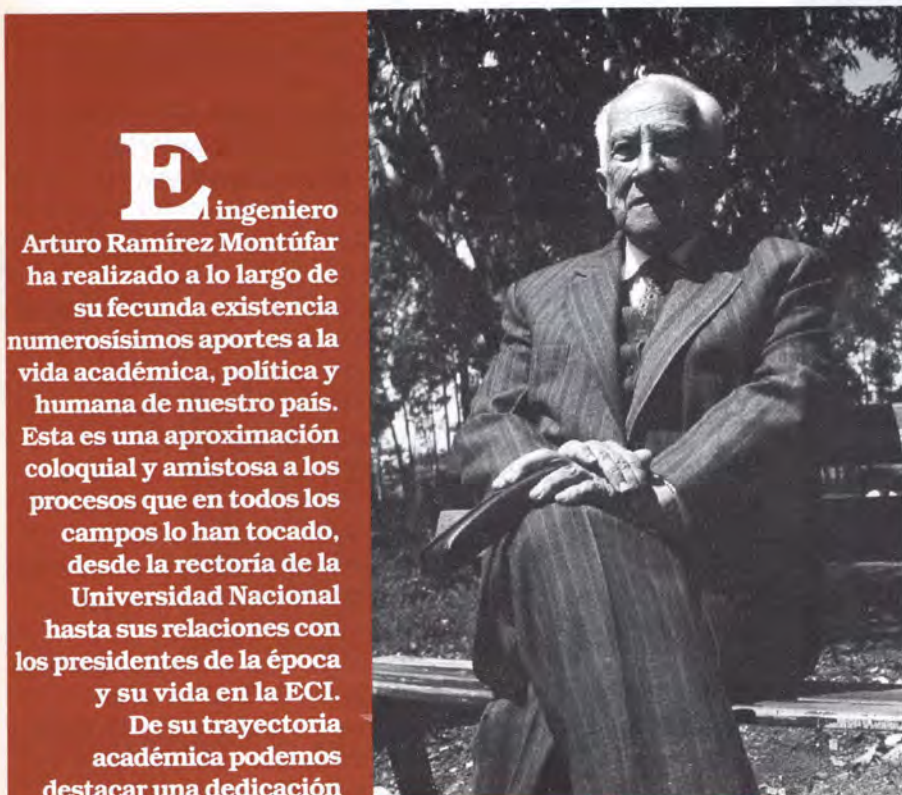 El ingeniero
Arturo Ramírez Montúfar
ha realizado a lo largo de
su fecunda existencia
numerosísimos aportes a la
vida académica, política y
humana de nuestro país.
Esta es una aproximación
coloquial y amistosa a los
procesos que en todos los
campos lo han tocado,
desde la rectoría de la
Universidad Nacional
hasta sus relaciones con
los presidentes de la época
y su vida en la ECI.
De su trayectoria
académica podemos
destacar una dedicación